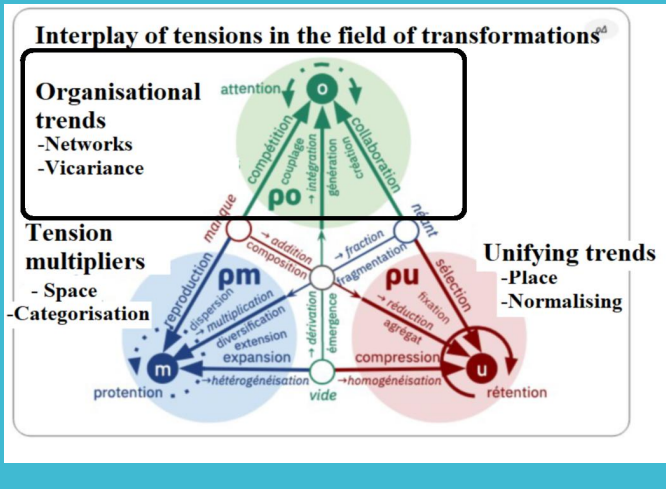 Interplay of tensions in the field of transformations
Organisational
trends
-Networks
-Vicariance
attention
o
compétition
couplage
→ intégration
génération
création
collaboration
ρo
manque
néant
Tension
multipliers
- Space
-Categorisation
Unifying trends
-Place
-Normalising
→ addition
composition
→ fraction
fragmentation
reproduction
ρm
dispersion
→ multiplication
diversification
extension
expansion
m
protention
→hétérogénéisation
→ dérivation
émergence
vide
ρu
sélection
fixation
→ réduction
agrégat
compression
→homogénéisation
u
rétention